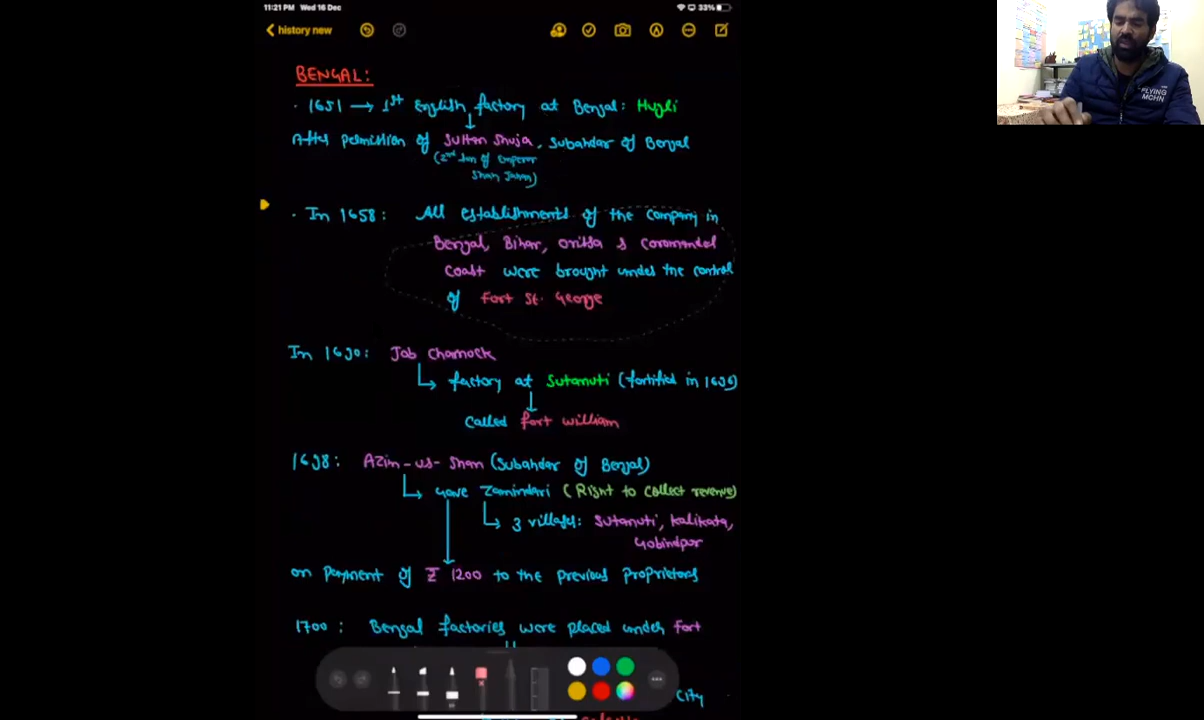 11:21 PM Wed 16 Dec
33%
history new
BENGAL:
· 1651 → 1st English factory at Bengal: Hugli
After permission of Sultan Shuja, Subahdar of Bengal
(2nd son of Emperor
Shah Jahan)
· In 1658: All establishments of the company in
Bengal, Bihar, Orissa & Coromandel
Coast were brought under the control
of Fort St. George
In 1690: Job Charnock
↳ factory at Sutanuti (fortified in 1696)
Called Fort William
1698: Azim-us-Shan (Subahdar of Bengal)
↳ Gave Zamindari (Right to collect revenue)
↳ 3 villages: Sutanuti, Kalikata,
Gobindpur
on payment of ₹ 1200 to the previous proprietors
1700: Bengal factories were placed under Fort
City
FLYING
MCHN